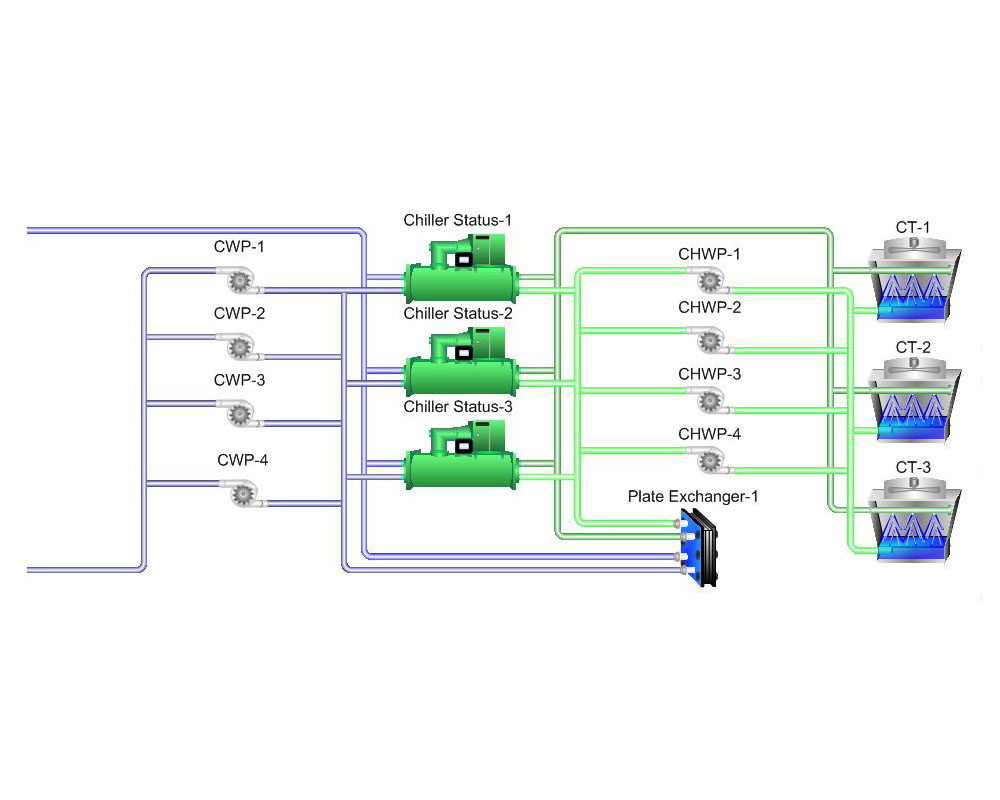 Chiller Status-1
CT-1
CWP-1
CHWP-1
CWP-2
Chiller Status-2
CHWP-2
CT-2
CWP-3
CHWP-3
Chiller Status-3
CHWP-4
CWP-4
CT-3
Plate Exchanger-1